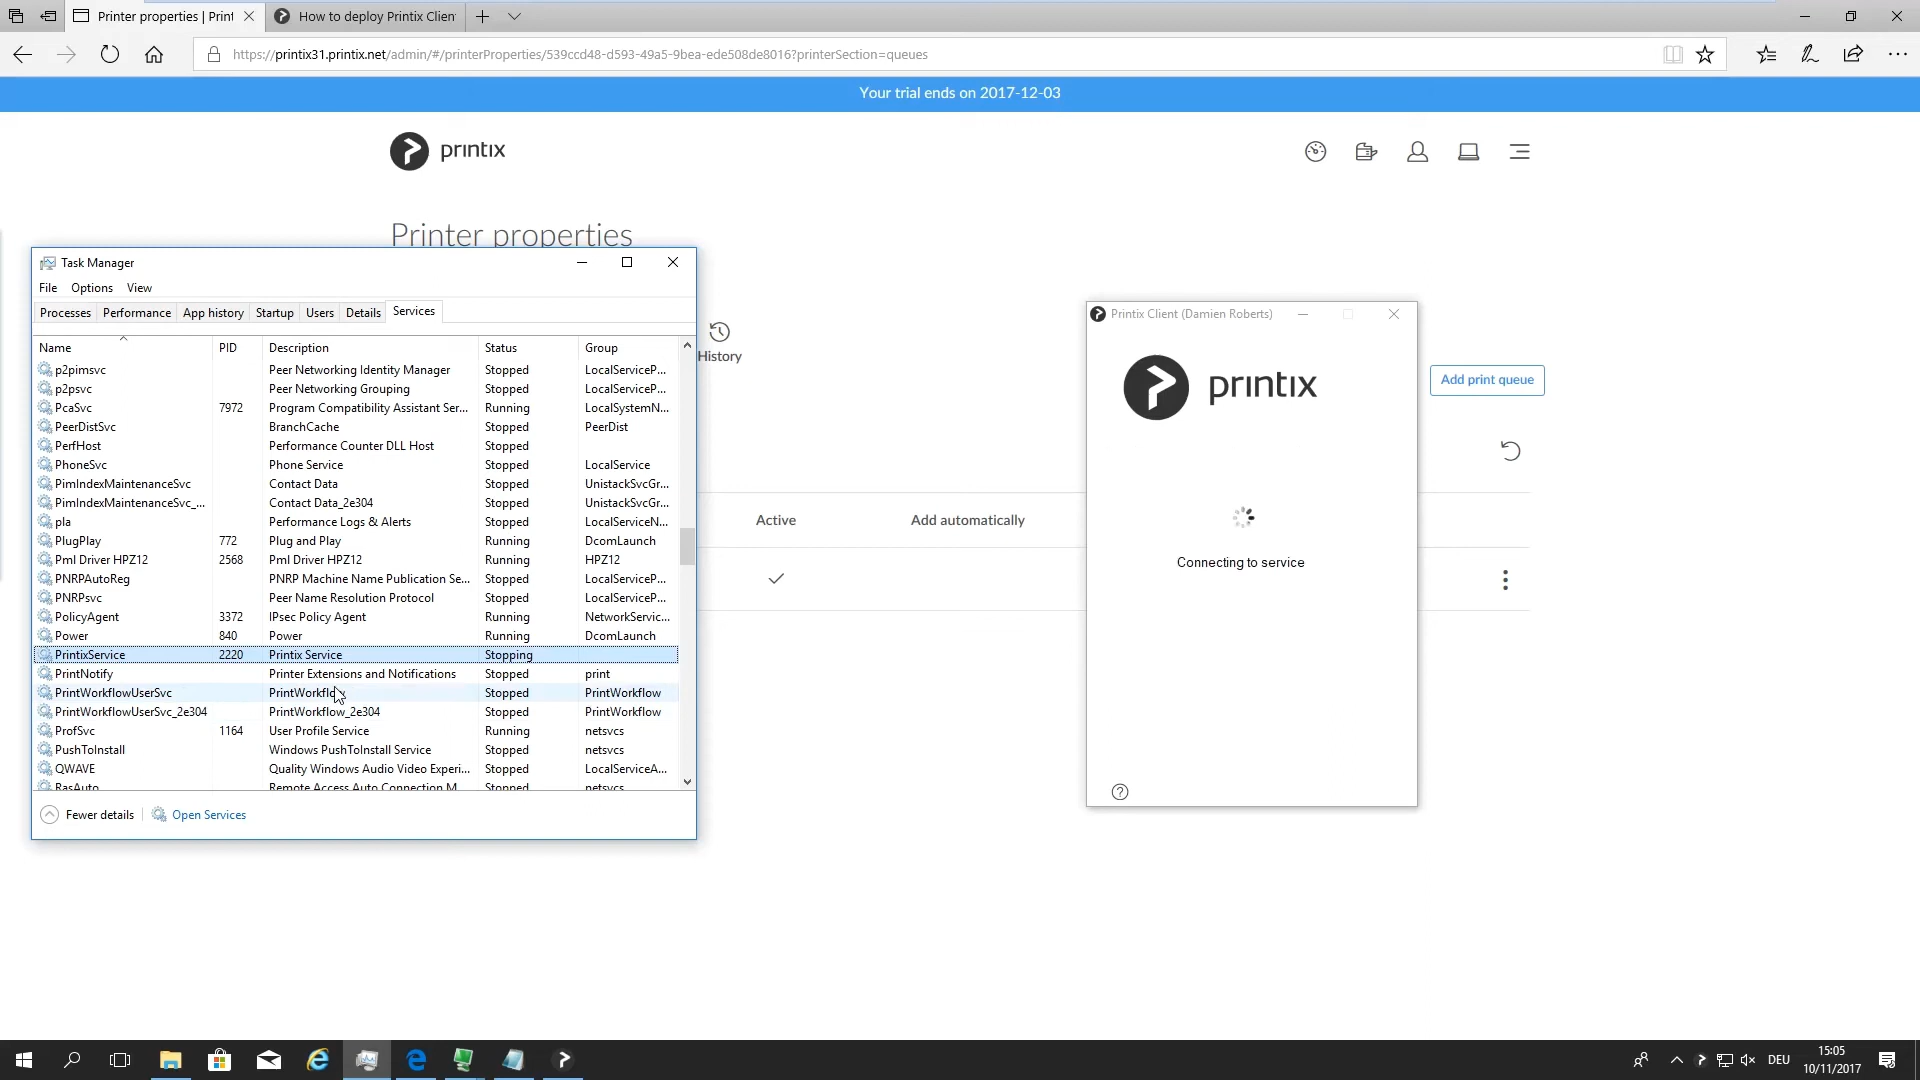 Printer properties | Print
How to deploy Printix Clien
https://printix31.printix.net/admin/#/printerProperties/539ccd48-d593-49a5-9bea-ede508de8016?printerSection=queues
Your trial ends on 2017-12-03
printix
Printer properties
Task Manager
File Options View
Processes Performance App history Startup Users Details Services
Name PID Description Status Group
p2pimsvc Peer Networking Identity Manager Stopped LocalServiceP...
p2psvc Peer Networking Grouping Stopped LocalServiceP...
PcaSvc 7972 Program Compatibility Assistant Ser... Running LocalSystemN...
PeerDistSvc BranchCache Stopped PeerDist
PerfHost Performance Counter DLL Host Stopped
PhoneSvc Phone Service Stopped LocalService
PimIndexMaintenanceSvc Contact Data Stopped UnistackSvcGr...
PimIndexMaintenanceSvc_... Contact Data_2e304 Stopped UnistackSvcGr...
pla Performance Logs & Alerts Stopped LocalServiceN...
PlugPlay 772 Plug and Play Running DcomLaunch
Pml Driver HPZ12 2568 Pml Driver HPZ12 Running HPZ12
PNRPAutoReg PNRP Machine Name Publication Se... Stopped LocalServiceP...
PNRPsvc Peer Name Resolution Protocol Stopped LocalServiceP...
PolicyAgent 3372 IPsec Policy Agent Running NetworkServic...
Power 840 Power Running DcomLaunch
PrintixService 2220 Printix Service Stopping
PrintNotify Printer Extensions and Notifications Stopped print
PrintWorkflowUserSvc PrintWorkflow Stopped PrintWorkflow
PrintWorkflowUserSvc_2e304 PrintWorkflow_2e304 Stopped PrintWorkflow
ProfSvc 1164 User Profile Service Running netsvcs
PushToInstall Windows PushToInstall Service Stopped netsvcs
QWAVE Quality Windows Audio Video Experi... Stopped LocalServiceA...
RasAuto Remote Access Auto Connection M... Stopped netsvcs
Fewer details Open Services
History
Active Add automatically
Add print queue
Printix Client (Damien Roberts)
printix
Connecting to service
DEU
15:05
10/11/2017